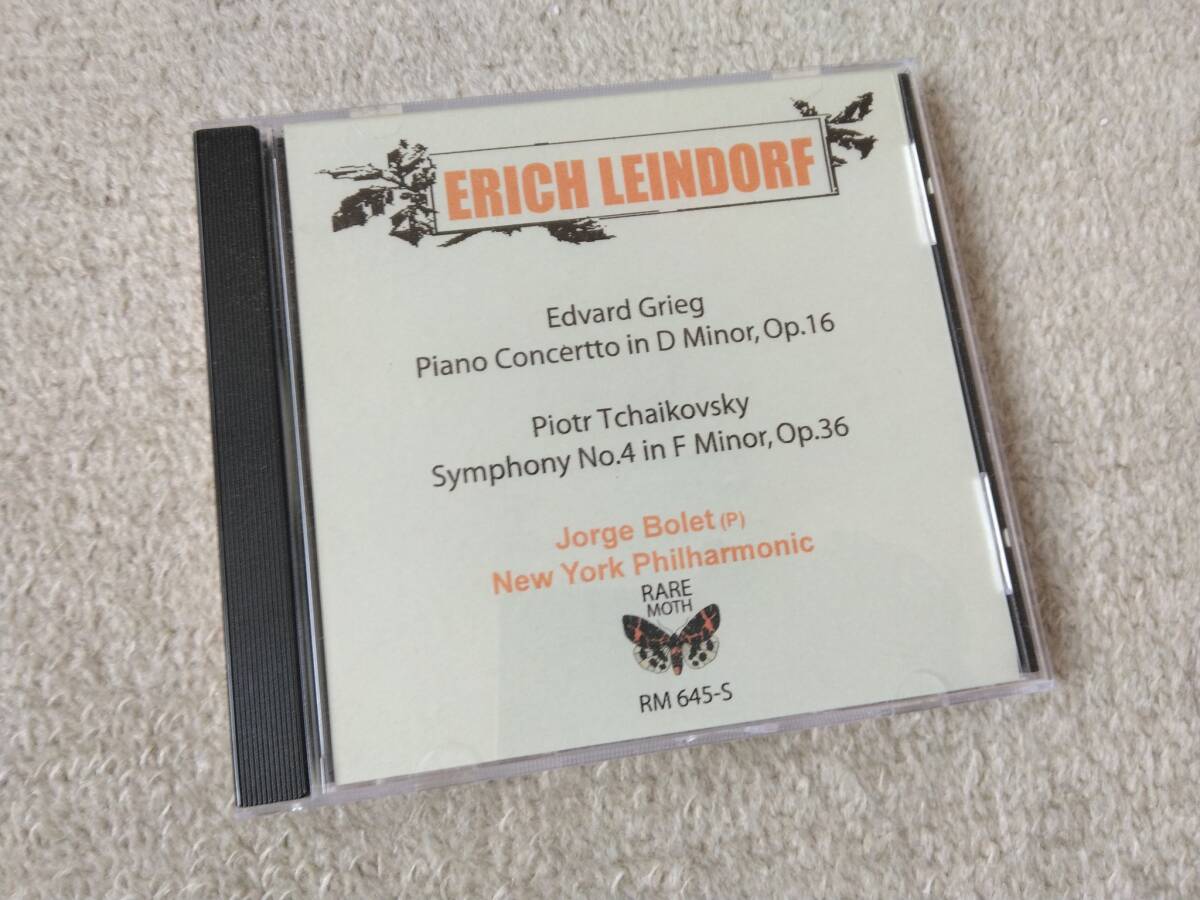 ERICH LEINDORF
Edvard Grieg
Piano Concertto in D Minor, Op.16
Piotr Tchaikovsky
Symphony No.4 in F Minor, Op.36
Jorge Bolet (P)
New York Philharmonic
RARE
MOTH
RM 645-S